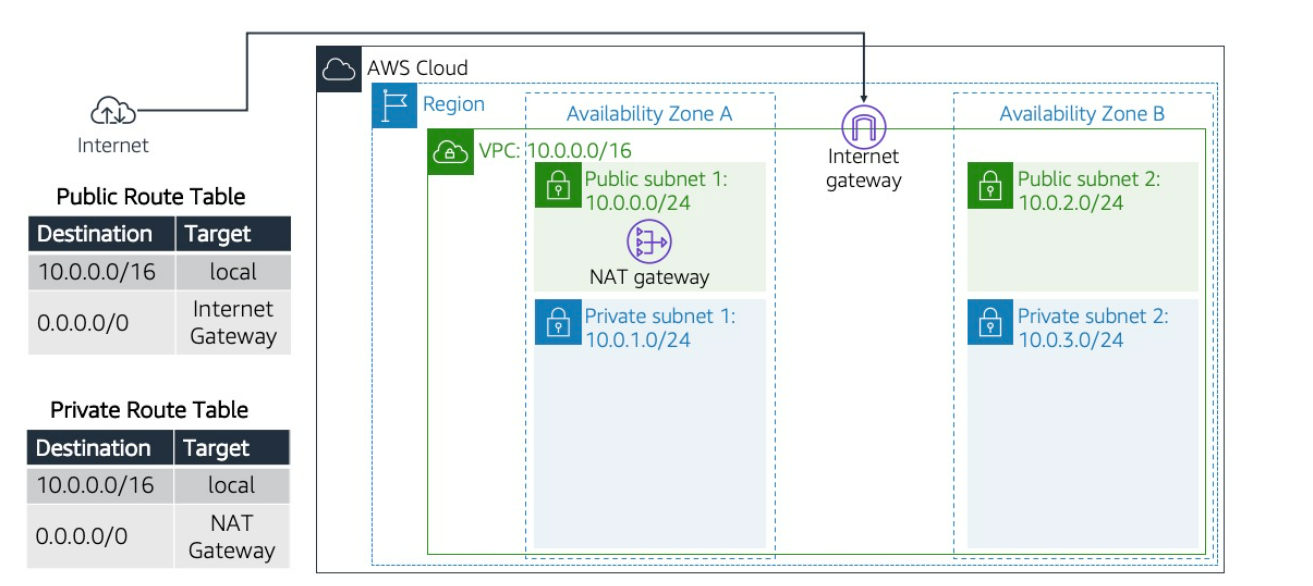 AWS Cloud
Region
Availability Zone A
Availability Zone B
Internet
VPC: 10.0.0.0/16
Internet
gateway
Public subnet 1:
10.0.0.0/24
Public subnet 2:
10.0.2.0/24
NAT gateway
Private subnet 1:
10.0.1.0/24
Private subnet 2:
10.0.3.0/24
Public Route Table
Destination Target
10.0.0.0/16 local
0.0.0.0/0 Internet
Gateway
Private Route Table
Destination Target
10.0.0.0/16 local
0.0.0.0/0 NAT
Gateway